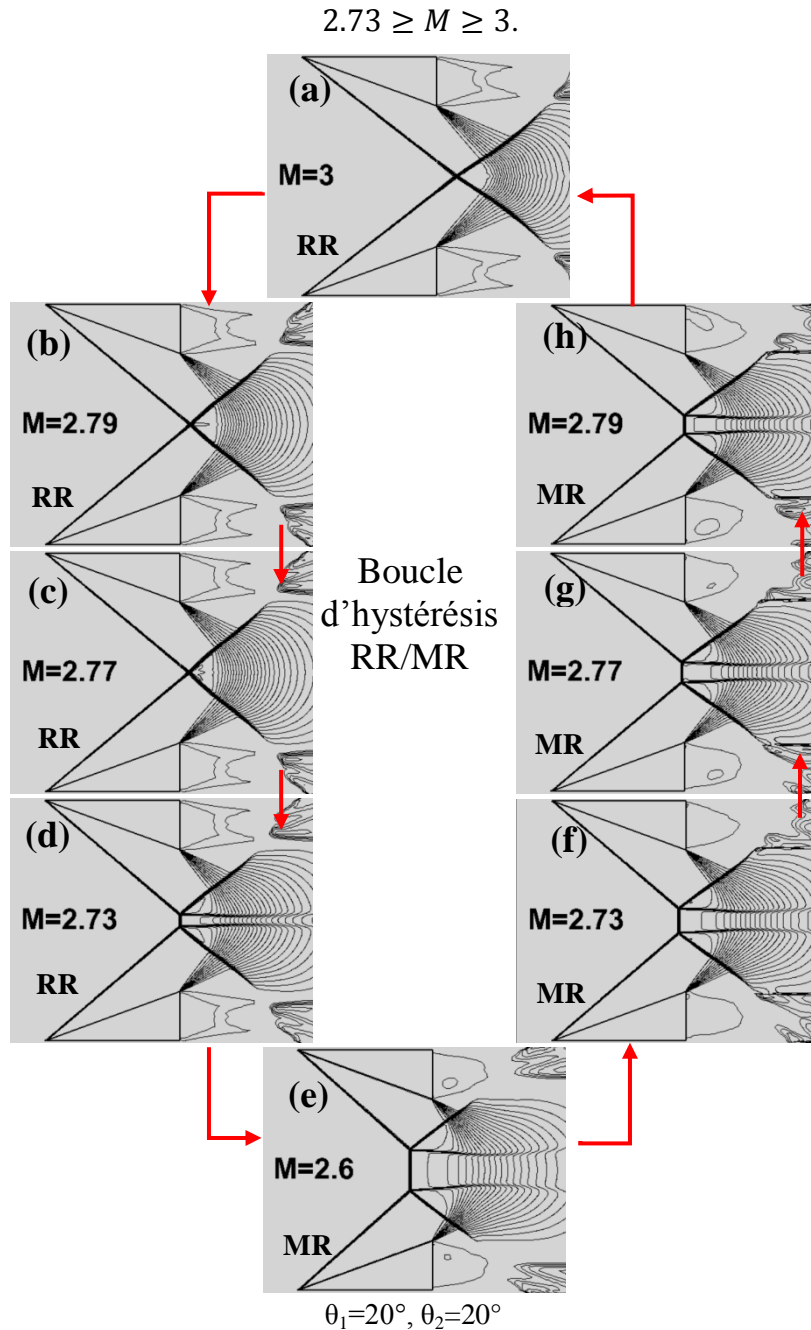 2.73 ≥ M ≥ 3.
(a)
M=3
RR
(b)
M=2.79
RR
(h)
M=2.79
MR
(c)
M=2.77
RR
Boucle
d’hystérésis
RR/MR
(g)
M=2.77
MR
(d)
M=2.73
RR
(f)
M=2.73
MR
(e)
M=2.6
MR
θ₁=20°, θ₂=20°